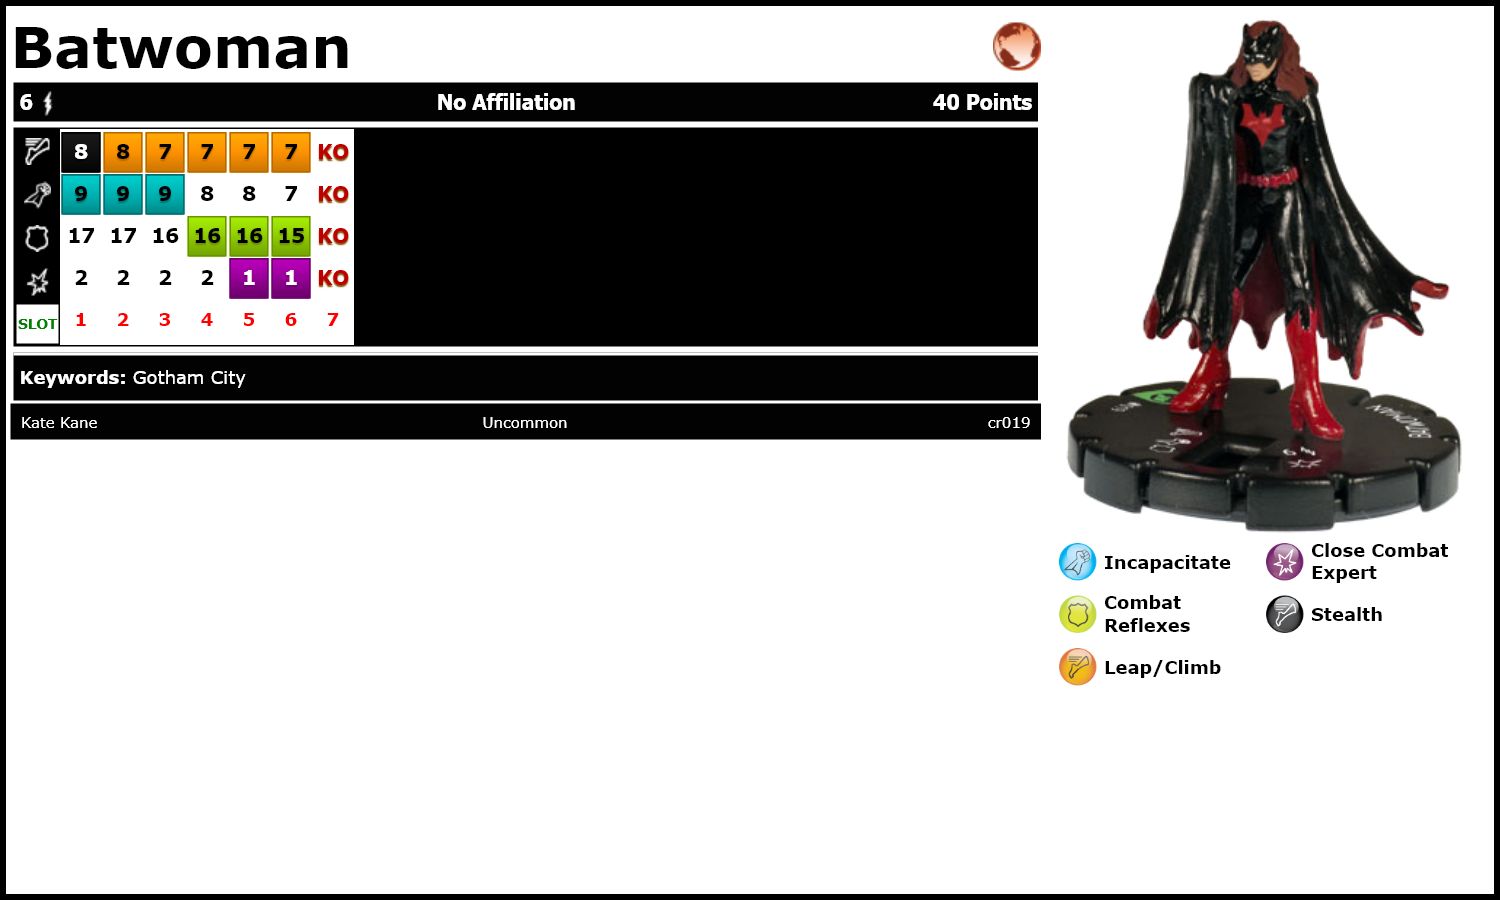 Batwoman
6 No Affiliation 40 Points
8 8 7 7 7 7 KO
9 9 9 8 8 7 KO
17 17 16 16 16 15 KO
2 2 2 2 1 1 KO
SLOT 1 2 3 4 5 6 7
Keywords: Gotham City
Kate Kane Uncommon cr019
BATWOMAN
Incapacitate
Close Combat
Expert
Combat
Reflexes
Stealth
Leap/Climb